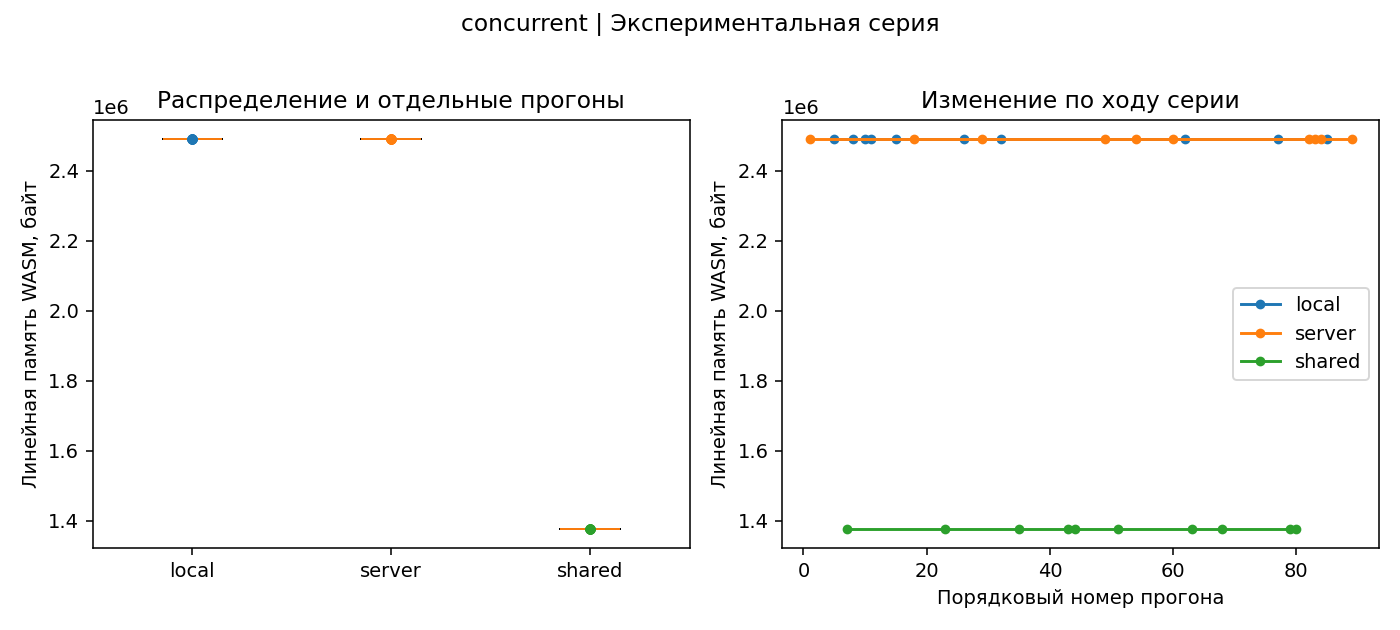 concurrent | Экспериментальная серия
Распределение и отдельные прогоны
1e6
Линейная память WASM, байт
2.4
2.2
2.0
1.8
1.6
1.4
local
server
shared
Изменение по ходу серии
1e6
Линейная память WASM, байт
2.4
2.2
2.0
1.8
1.6
1.4
local
server
shared
0
20
40
60
80
Порядковый номер прогона